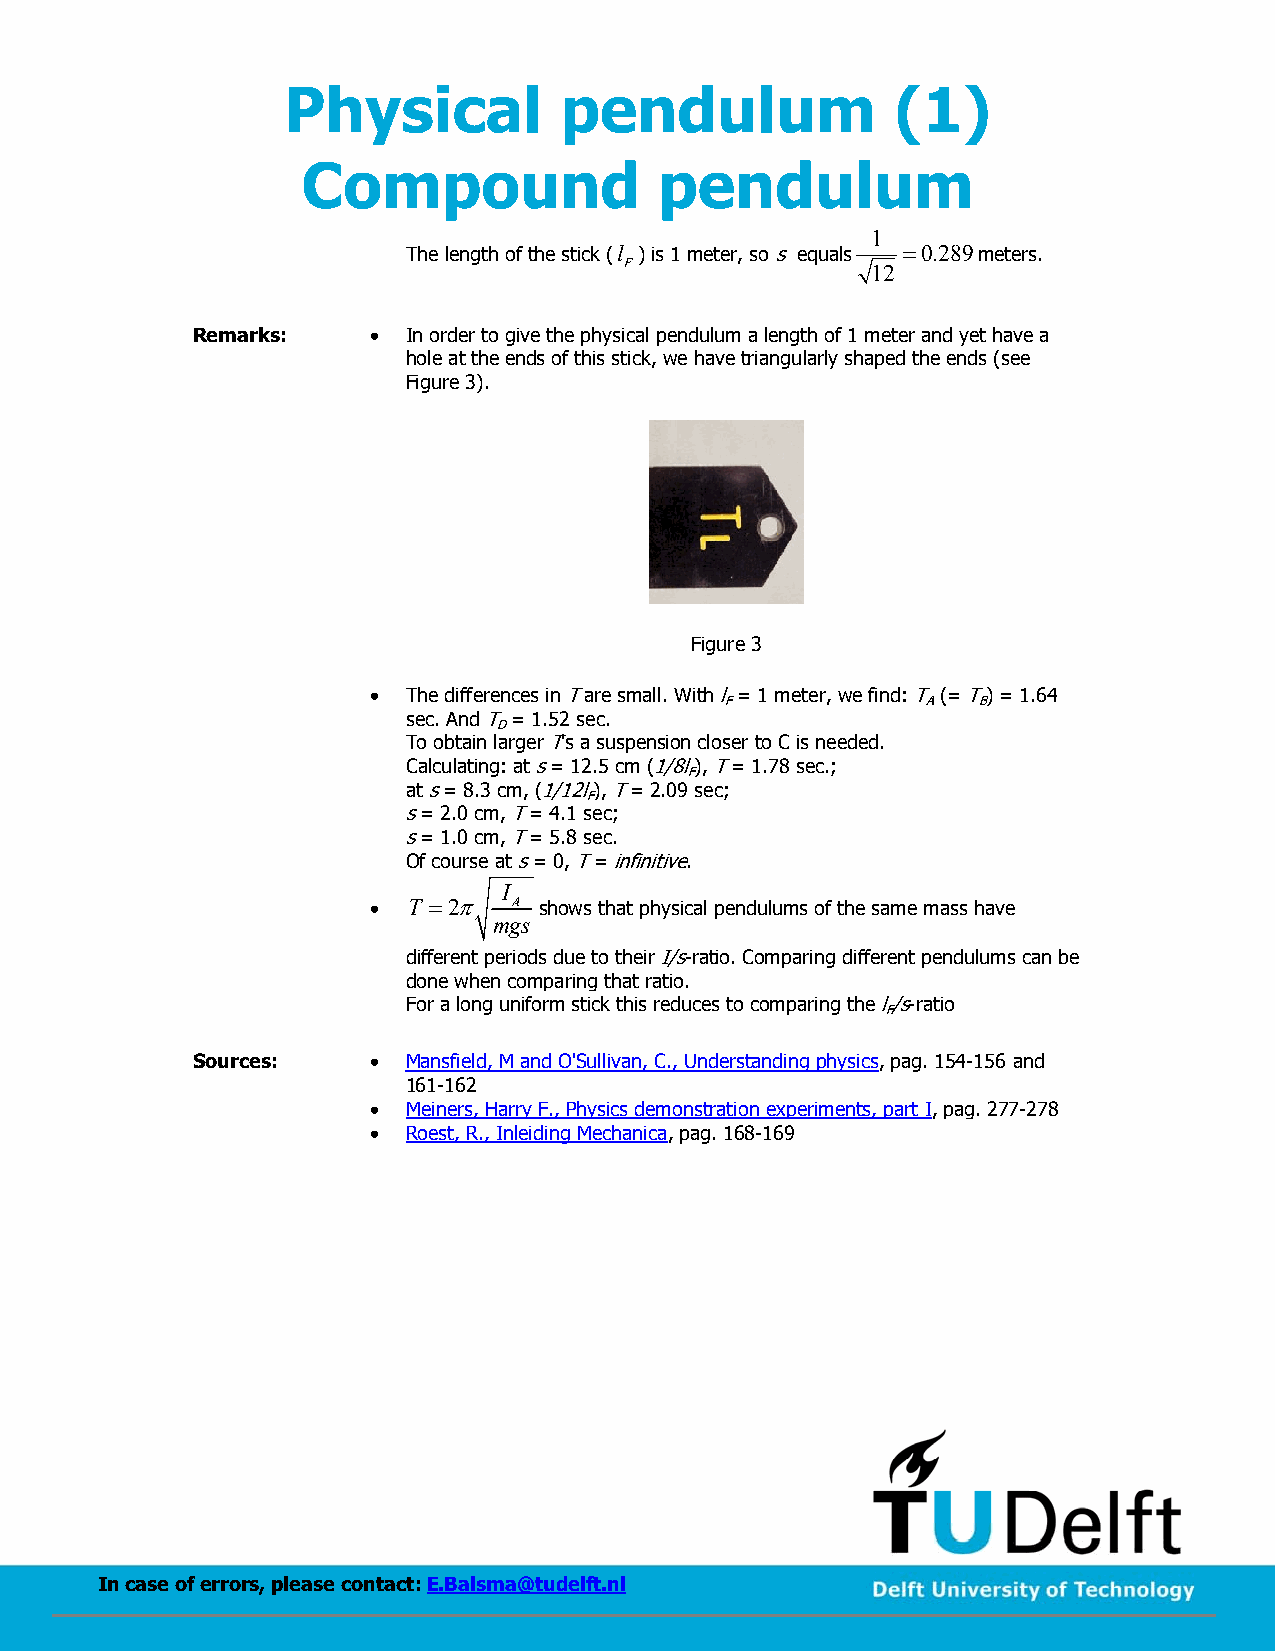 Physical pendulum (1)
Compound pendulum
The length of the stick ( l_F ) is 1 meter, so s equals 1/√12 = 0.289 meters.
Remarks: • In order to give the physical pendulum a length of 1 meter and yet have a
hole at the ends of this stick, we have triangularly shaped the ends (see
Figure 3).
TL
Figure 3
• The differences in T are small. With l_F = 1 meter, we find: T_A (= T_B) = 1.64
sec. And T_D = 1.52 sec.
To obtain larger T's a suspension closer to C is needed.
Calculating: at s = 12.5 cm (1/8l_F), T = 1.78 sec.;
at s = 8.3 cm, (1/12l_F), T = 2.09 sec;
s = 2.0 cm, T = 4.1 sec;
s = 1.0 cm, T = 5.8 sec.
Of course at s = 0, T = infinitive.
• T = 2π √(I_A/mgs) shows that physical pendulums of the same mass have
different periods due to their I/s-ratio. Comparing different pendulums can be
done when comparing that ratio.
For a long uniform stick this reduces to comparing the l_F/s-ratio
Sources: • Mansfield, M and O'Sullivan, C., Understanding physics, pag. 154-156 and
161-162
• Meiners, Harry F., Physics demonstration experiments, part I, pag. 277-278
• Roest, R., Inleiding Mechanica, pag. 168-169
TUDelft
In case of errors, please contact: E.Balsma@tudelft.nl
Delft University of Technology